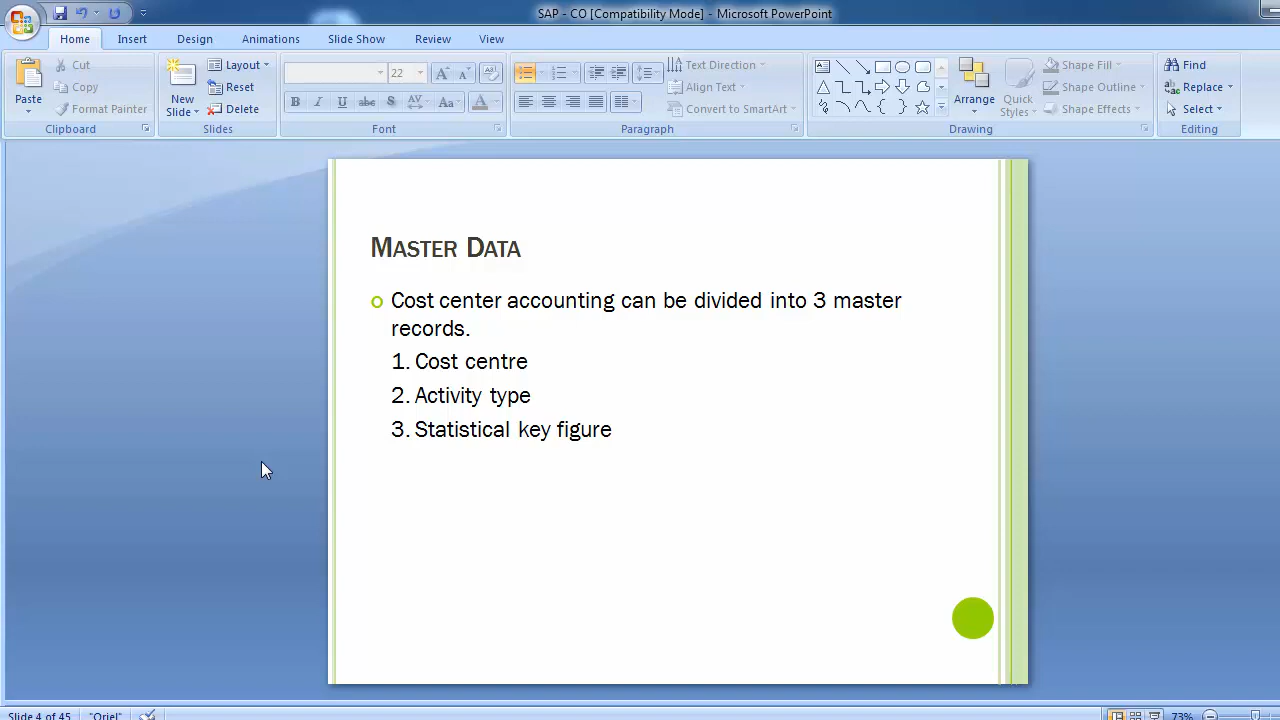 SAP - CO [Compatibility Mode] - Microsoft PowerPoint
Home Insert Design Animations Slide Show Review View
Paste
Cut
Copy
Format Painter
Clipboard
New Slide
Layout
Reset
Delete
Slides
22
B I U abc S AV Aa A
Font
Text Direction
Align Text
Convert to SmartArt
Paragraph
Arrange
Quick Styles
Shape Fill
Shape Outline
Shape Effects
Drawing
Find
Replace
Select
Editing
MASTER DATA
Cost center accounting can be divided into 3 master
records.
1. Cost centre
2. Activity type
3. Statistical key figure
Slide 4 of 45 "Oriel" 73%